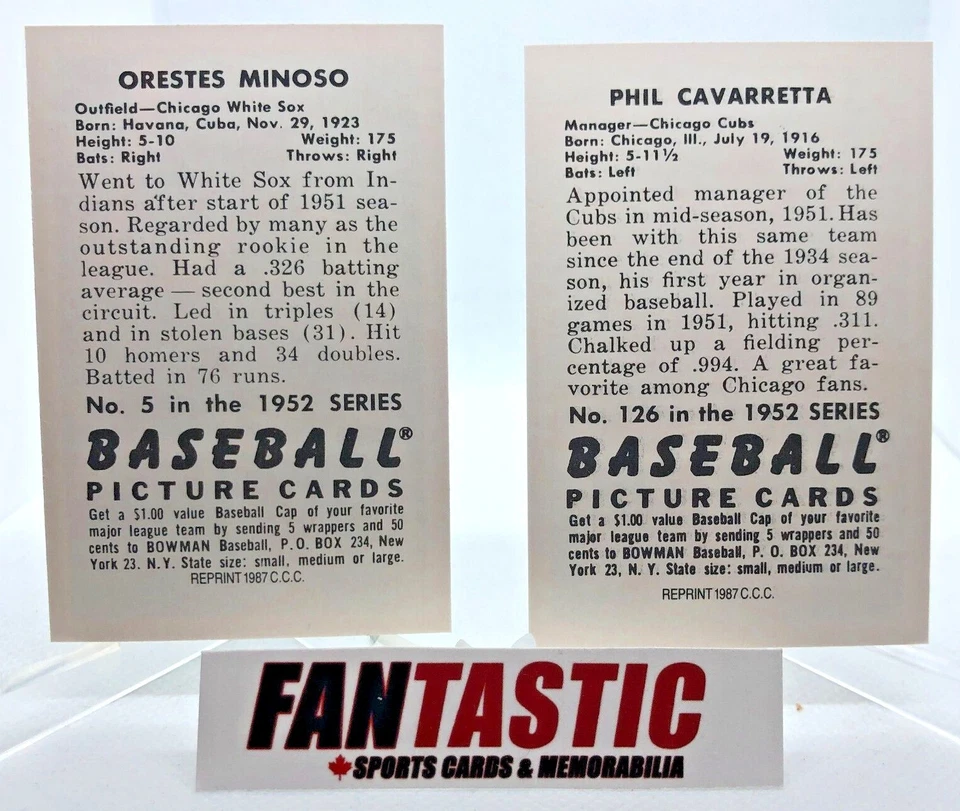 ORESTES MINOSO
Outfield—Chicago White Sox
Born: Havana, Cuba, Nov. 29, 1923
Height: 5-10 Weight: 175
Bats: Right Throws: Right
Went to White Sox from In-
dians after start of 1951 sea-
son. Regarded by many as the
outstanding rookie in the
league. Had a .326 batting
average — second best in the
circuit. Led in triples (14)
and in stolen bases (31). Hit
10 homers and 34 doubles.
Batted in 76 runs.
No. 5 in the 1952 SERIES
BASEBALL®
PICTURE CARDS
Get a $1.00 value Baseball Cap of your favorite
major league team by sending 5 wrappers and 50
cents to BOWMAN Baseball, P. O. BOX 234, New
York 23. N. Y. State size: small, medium or large.
REPRINT 1987 C.C.C.
PHIL CAVARRETTA
Manager—Chicago Cubs
Born: Chicago, Ill., July 19, 1916
Height: 5-11½ Weight: 175
Bats: Left Throws: Left
Appointed manager of the
Cubs in mid-season, 1951. Has
been with this same team
since the end of the 1934 sea-
son, his first year in organ-
ized baseball. Played in 89
games in 1951, hitting .311.
Chalked up a fielding per-
centage of .994. A great fa-
vorite among Chicago fans.
No. 126 in the 1952 SERIES
BASEBALL®
PICTURE CARDS
Get a $1.00 value Baseball Cap of your favorite
major league team by sending 5 wrappers and 50
cents to BOWMAN Baseball, P. O. BOX 234, New
York 23, N. Y. State size: small, medium or large.
REPRINT 1987 C.C.C.
FANTASTIC
SPORTS CARDS & MEMORABILIA